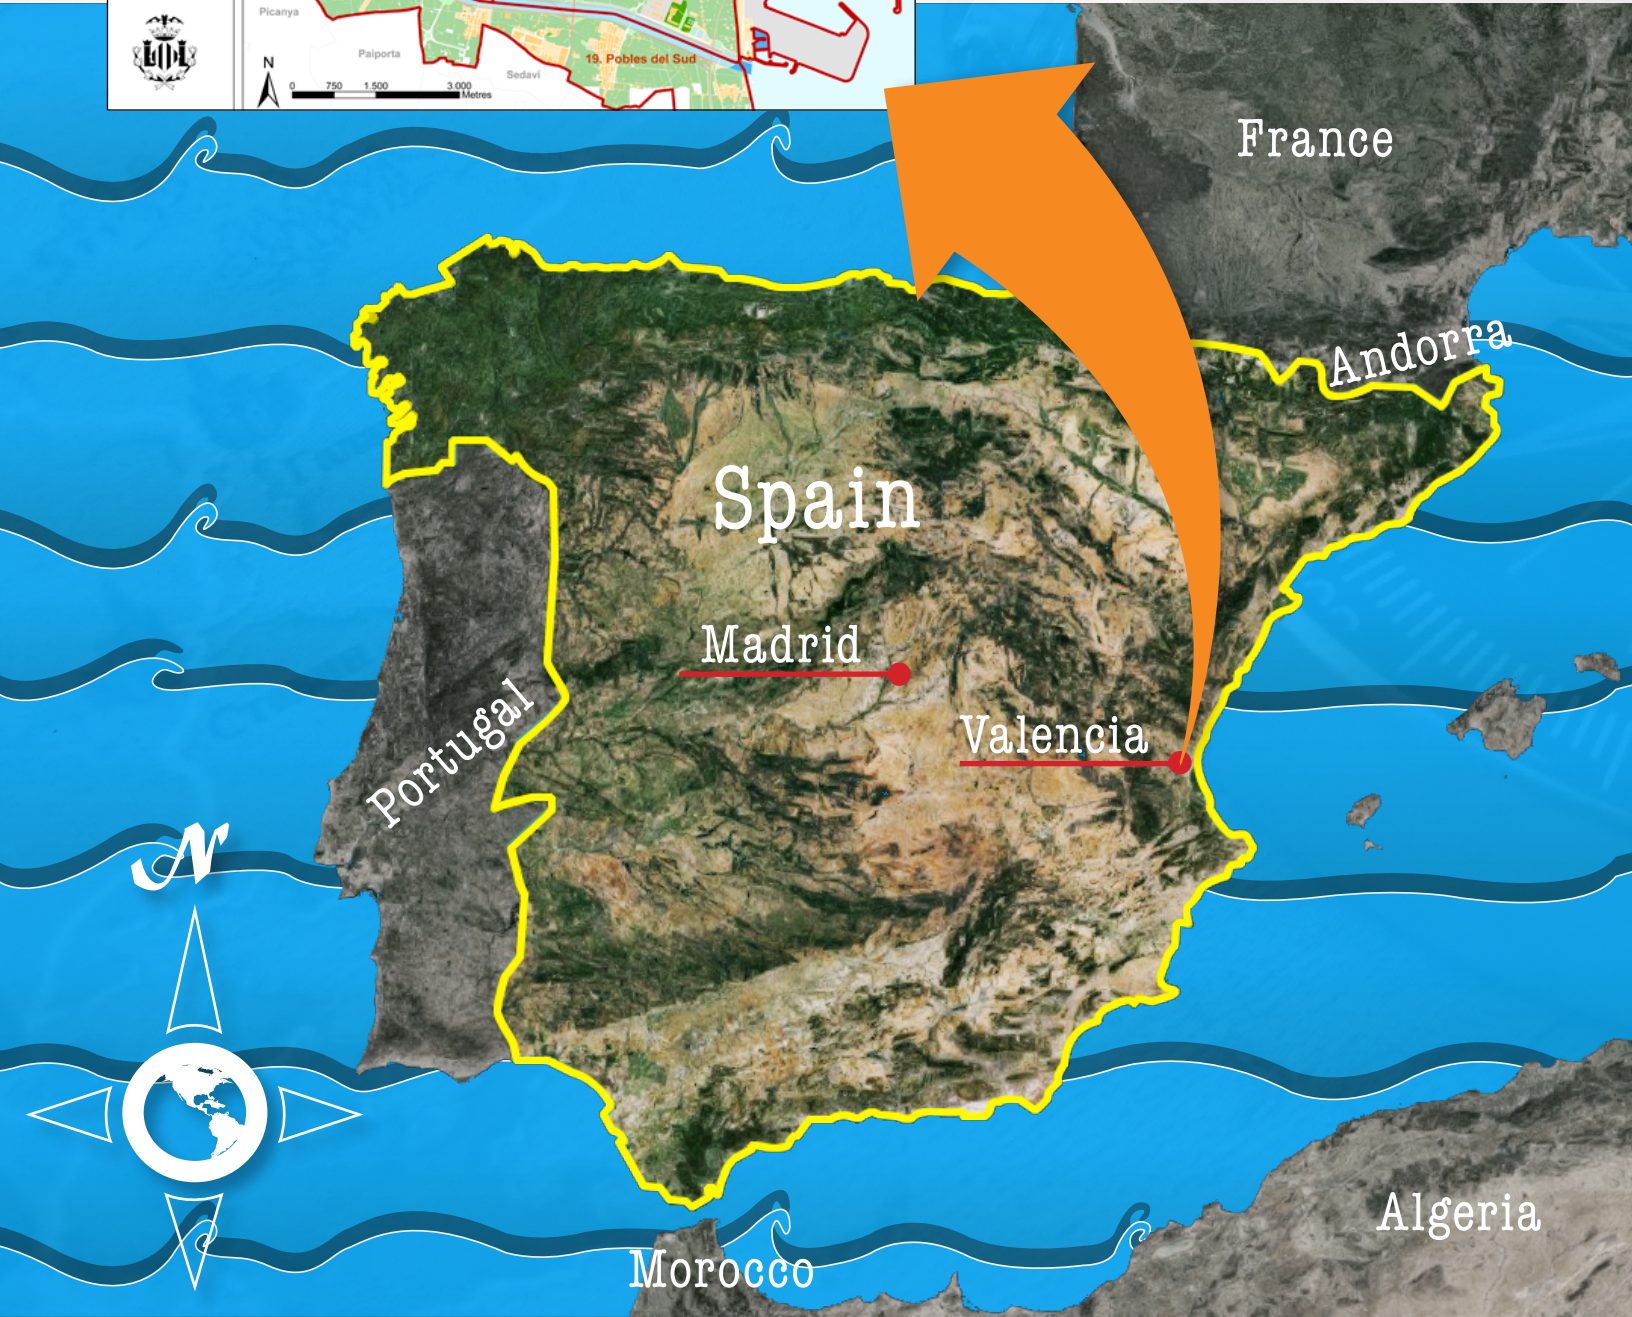 Picanya
Paiporta
Sedaví
19. Pobles del Sud
N
0 750 1.500 3.000
Metres
France
Andorra
Spain
Madrid
Valencia
Portugal
N
Algeria
Morocco